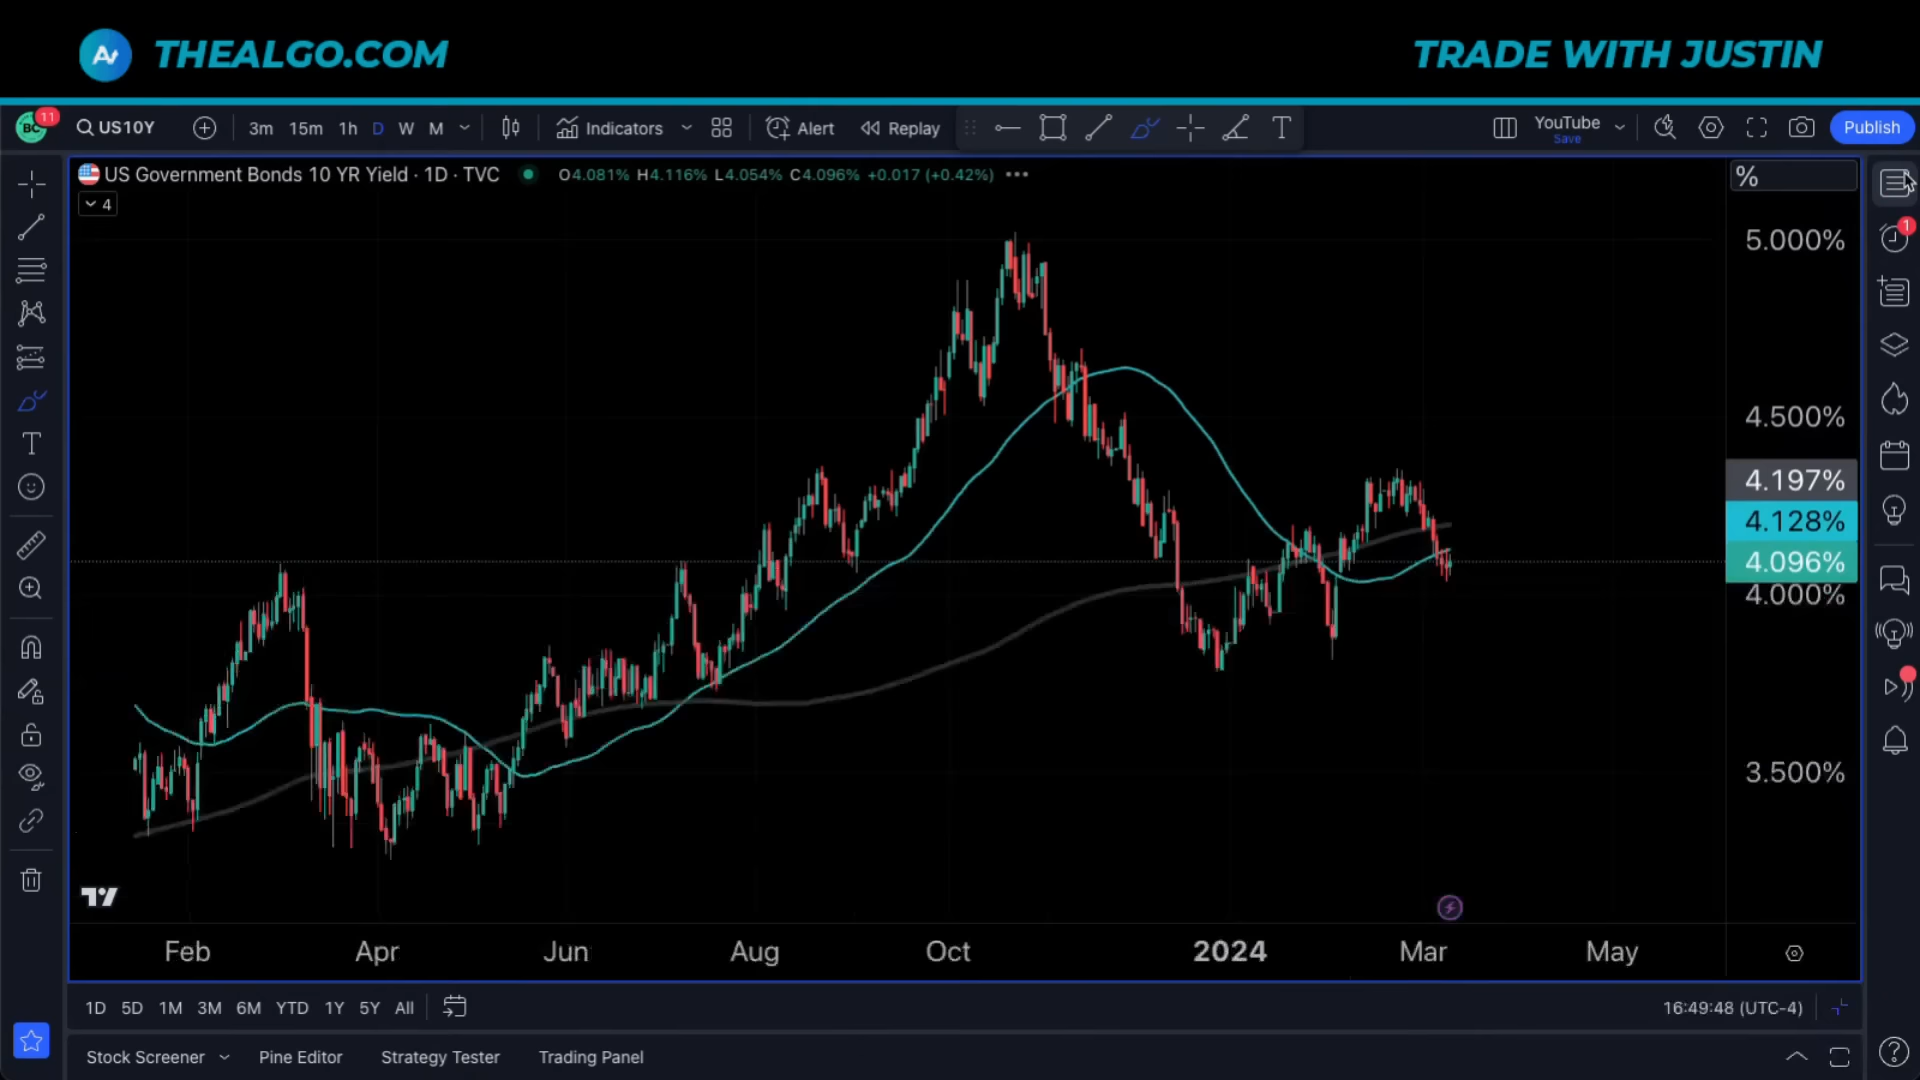 THEALGO.COM
TRADE WITH JUSTIN
11
US10Y
3m 15m 1h D W M
Indicators
Alert
Replay
YouTube
Save
Publish
US Government Bonds 10 YR Yield · 1D · TVC
O4.081% H4.116% L4.054% C4.096% +0.017 (+0.42%)
4
%
1
5.000%
4.500%
4.197%
4.128%
4.096%
4.000%
3.500%
Feb Apr Jun Aug Oct 2024 Mar May
1D 5D 1M 3M 6M YTD 1Y 5Y All
16:49:48 (UTC-4)
Stock Screener Pine Editor Strategy Tester Trading Panel